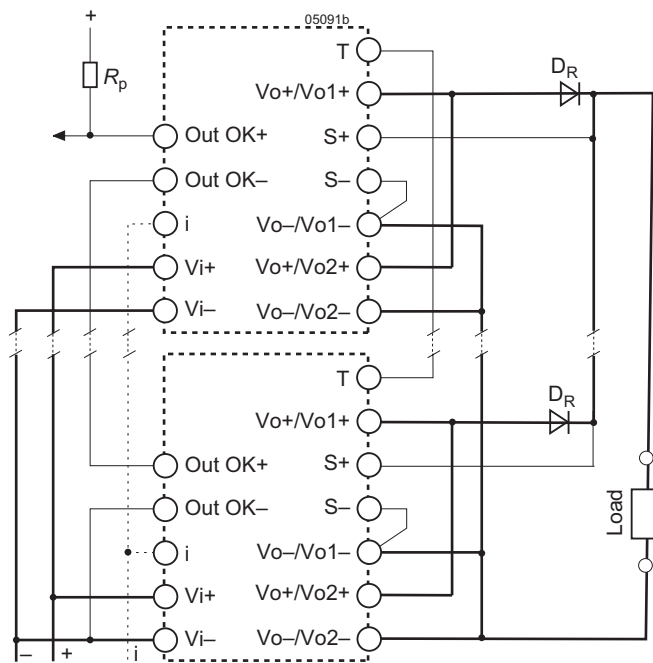 +
05091b
Rp
T
Vo+/Vo1+
DR
Out OK+
S+
Out OK–
S–
i
Vo–/Vo1–
Vi+
Vo+/Vo2+
Vi–
Vo–/Vo2–
T
Vo+/Vo1+
DR
Out OK+
S+
Out OK–
S–
Load
i
Vo–/Vo1–
Vi+
Vo+/Vo2+
Vi–
Vo–/Vo2–
– + i